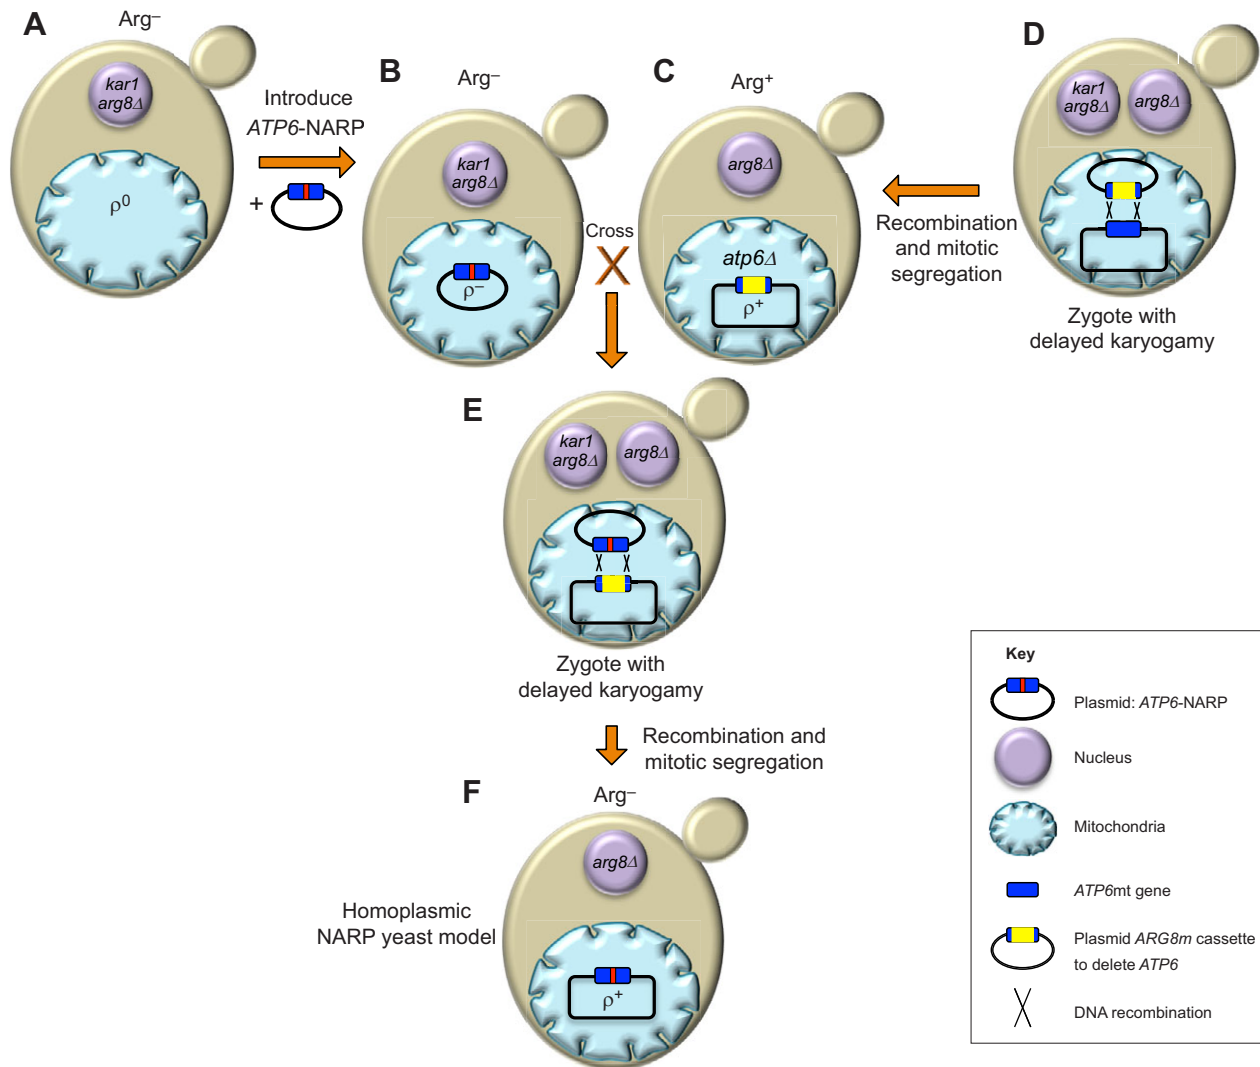 A
Arg–
kar1
arg8Δ
ρ0
Introduce
ATP6-NARP
+
B
Arg–
kar1
arg8Δ
ρ–
Cross
C
Arg+
arg8Δ
atp6Δ
ρ+
Recombination
and mitotic
segregation
D
kar1
arg8Δ
arg8Δ
Zygote with
delayed karyogamy
E
kar1
arg8Δ
arg8Δ
Zygote with
delayed karyogamy
Recombination and
mitotic segregation
F
Arg–
arg8Δ
ρ+
Homoplasmic
NARP yeast model
Key
Plasmid: ATP6-NARP
Nucleus
Mitochondria
ATP6mt gene
Plasmid ARG8m cassette
to delete ATP6
DNA recombination